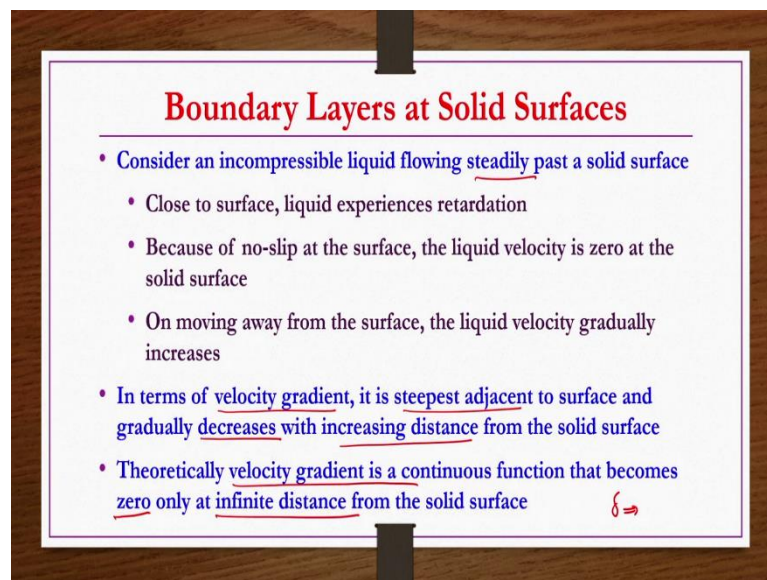 Boundary Layers at Solid Surfaces
• Consider an incompressible liquid flowing steadily past a solid surface
• Close to surface, liquid experiences retardation
• Because of no-slip at the surface, the liquid velocity is zero at the
solid surface
• On moving away from the surface, the liquid velocity gradually
increases
• In terms of velocity gradient, it is steepest adjacent to surface and
gradually decreases with increasing distance from the solid surface
• Theoretically velocity gradient is a continuous function that becomes
zero only at infinite distance from the solid surface
δ ⇒